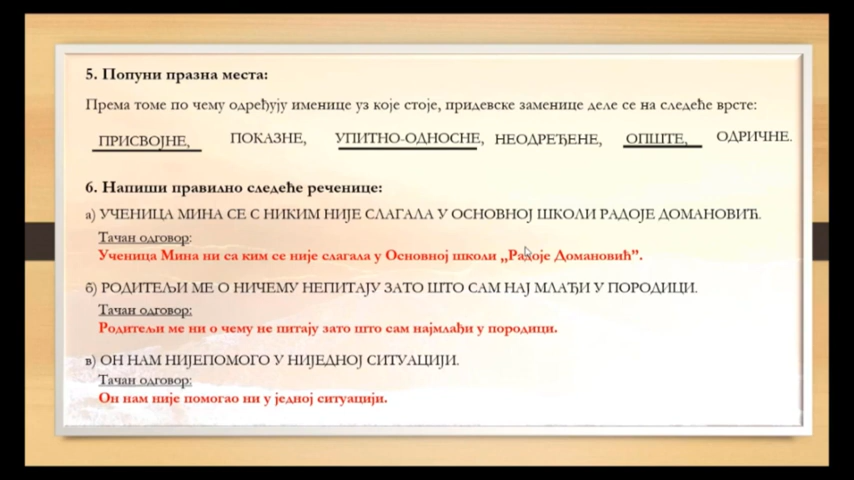 5. Попуни празна места:
Према томе по чему одређују именице уз које стоје, придевске заменице деле се на следеће врсте:
ПРИСВОЈНЕ, ПОКАЗНЕ, УПИТНО-ОДНОСНЕ, НЕОДРЕЂЕНЕ, ОПШТЕ, ОДРИЧНЕ.
6. Напиши правилно следеће реченице:
а) УЧЕНИЦА МИНА СЕ С НИКИМ НИЈЕ СЛАГАЛА У ОСНОВНОЈ ШКОЛИ РАДОЈЕ ДОМАНОВИЋ.
Тачан одговор:
Ученица Мина ни са ким се није слагала у Основној школи „Радоје Домановић”.
б) РОДИТЕЉИ МЕ О НИЧЕМУ НЕПИТАЈУ ЗАТО ШТО САМ НАЈ МЛАЂИ У ПОРОДИЦИ.
Тачан одговор:
Родитељи ме ни о чему не питају зато што сам најмлађи у породици.
в) ОН НАМ НИЈЕПОМОГО У НИЈЕДНОЈ СИТУАЦИЈИ.
Тачан одговор:
Он нам није помогао ни у једној ситуацији.